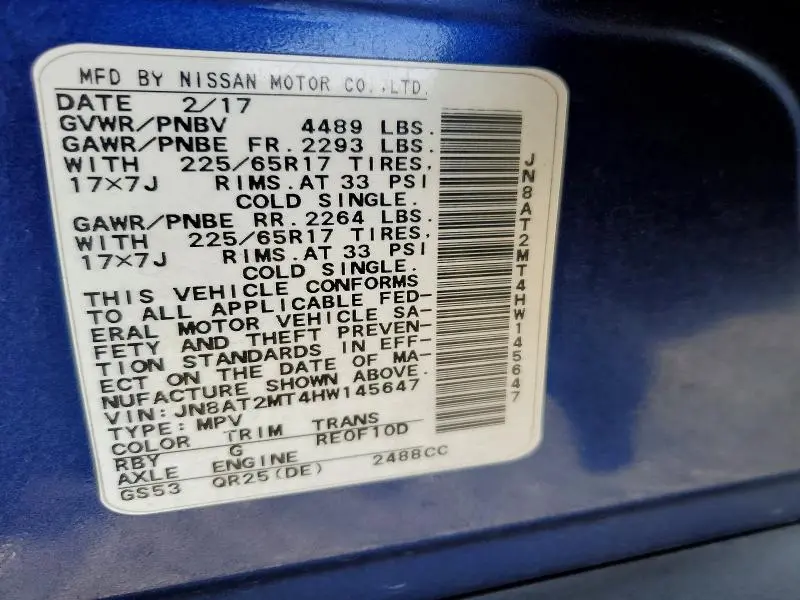 MFD BY NISSAN MOTOR CO.,LTD.
DATE 2/17
GVWR/PNBV 4489 LBS.
GAWR/PNBE FR. 2293 LBS.
WITH 225/65R17 TIRES,
17×7J RIMS.AT 33 PSI
COLD SINGLE.
GAWR/PNBE RR. 2264 LBS.
WITH 225/65R17 TIRES,
17×7J RIMS.AT 33 PSI
COLD SINGLE.
THIS VEHICLE CONFORMS
TO ALL APPLICABLE FED-
ERAL MOTOR VEHICLE SA-
FETY AND THEFT PREVEN-
TION STANDARDS IN EFF-
ECT ON THE DATE OF MA-
NUFACTURE SHOWN ABOVE.
VIN: JN8AT2MT4HW145647
TYPE: MPV
COLOR TRIM TRANS
RBY G RE0F10D
AXLE ENGINE
GS53 QR25(DE) 2488CC
JN8AT2MT4HW145647